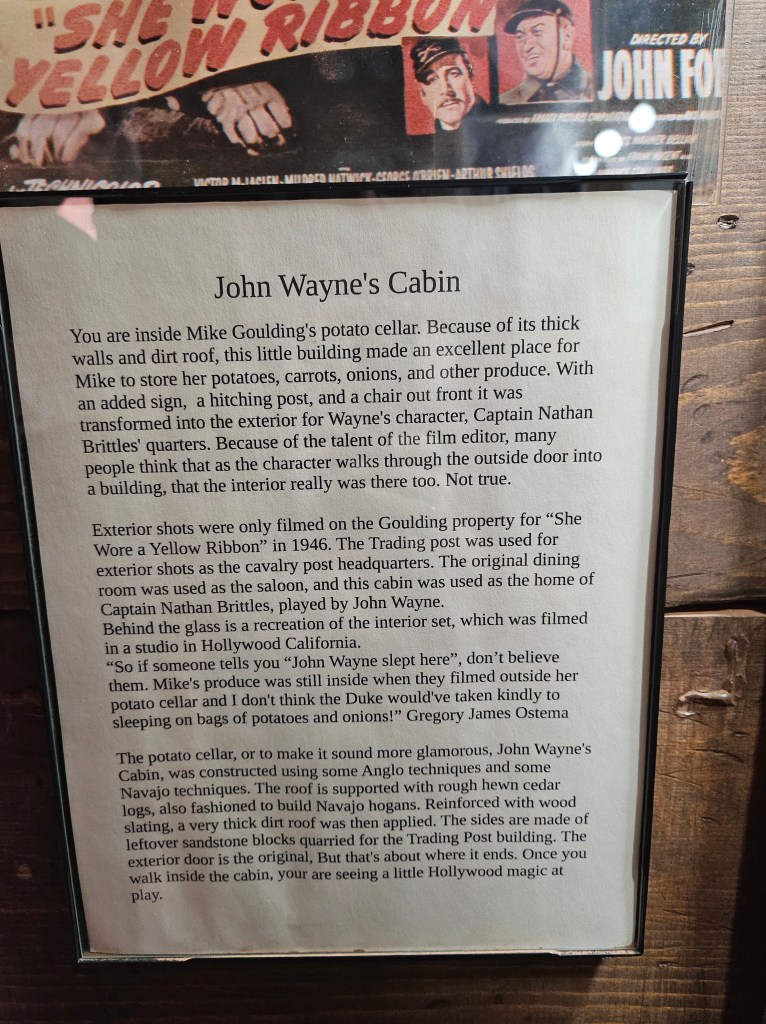 "SHE
YELLOW RIBBON"
DIRECTED BY
JOHN FO
VICTOR McLAGLEN - MILDRED NATWICK - GEORGE O'BRIEN - ARTHUR SHIELDS
TECHNICOLOR
John Wayne's Cabin
You are inside Mike Goulding's potato cellar. Because of its thick
walls and dirt roof, this little building made an excellent place for
Mike to store her potatoes, carrots, onions, and other produce. With
an added sign,  a hitching post, and a chair out front it was
transformed into the exterior for Wayne's character, Captain Nathan
Brittles' quarters. Because of the talent of the film editor, many
people think that as the character walks through the outside door into
a building, that the interior really was there too. Not true.
Exterior shots were only filmed on the Goulding property for “She
Wore a Yellow Ribbon” in 1946. The Trading post was used for
exterior shots as the cavalry post headquarters. The original dining
room was used as the saloon, and this cabin was used as the home of
Captain Nathan Brittles, played by John Wayne.
Behind the glass is a recreation of the interior set, which was filmed
in a studio in Hollywood California.
“So if someone tells you “John Wayne slept here”, don’t believe
them. Mike's produce was still inside when they filmed outside her
potato cellar and I don't think the Duke would've taken kindly to
sleeping on bags of potatoes and onions!” Gregory James Ostema
The potato cellar, or to make it sound more glamorous, John Wayne's
Cabin, was constructed using some Anglo techniques and some
Navajo techniques. The roof is supported with rough hewn cedar
logs, also fashioned to build Navajo hogans. Reinforced with wood
slating, a very thick dirt roof was then applied. The sides are made of
leftover sandstone blocks quarried for the Trading Post building. The
exterior door is the original, But that's about where it ends. Once you
walk inside the cabin, your are seeing a little Hollywood magic at
play.